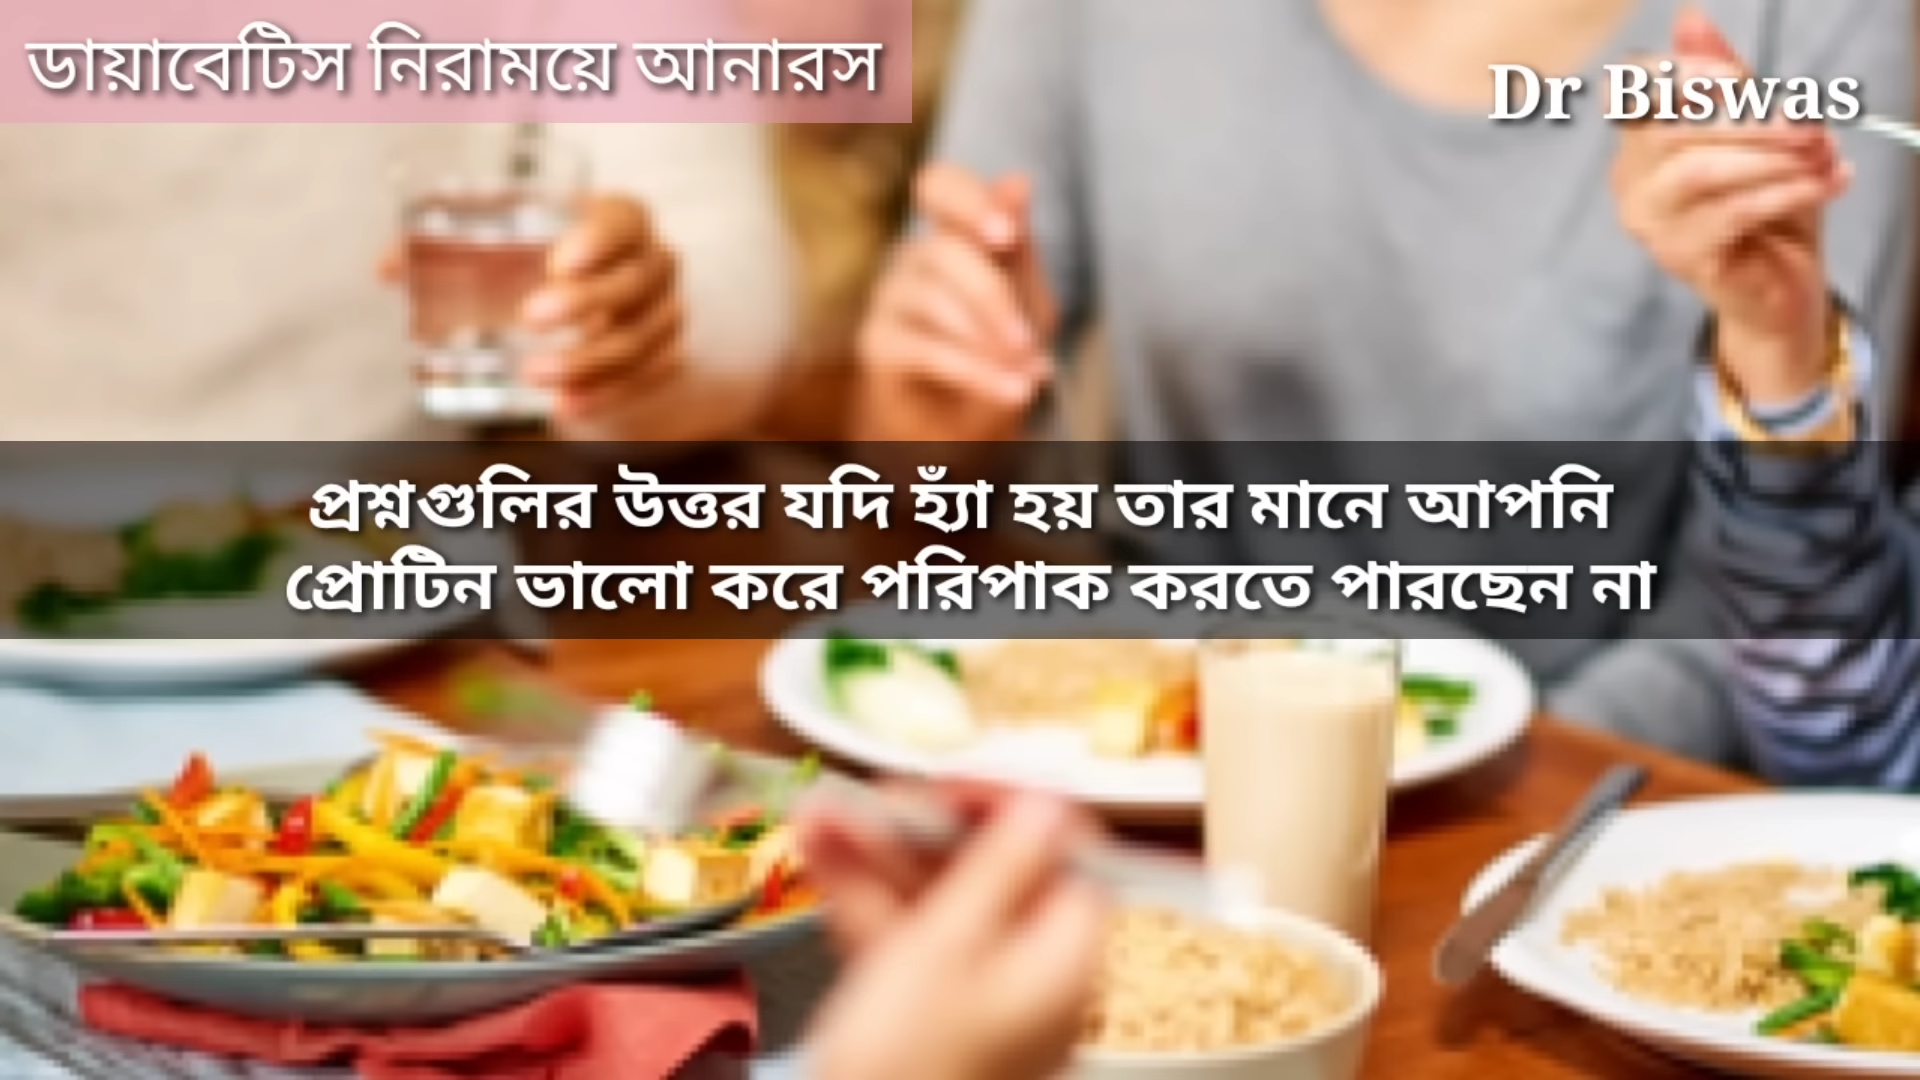 ডায়াবেটিস নিরাময়ে আনারস
Dr Biswas
প্রশ্নগুলির উত্তর যদি হ্যাঁ হয় তার মানে আপনি
প্রোটিন ভালো করে পরিপাক করতে পারছেন না